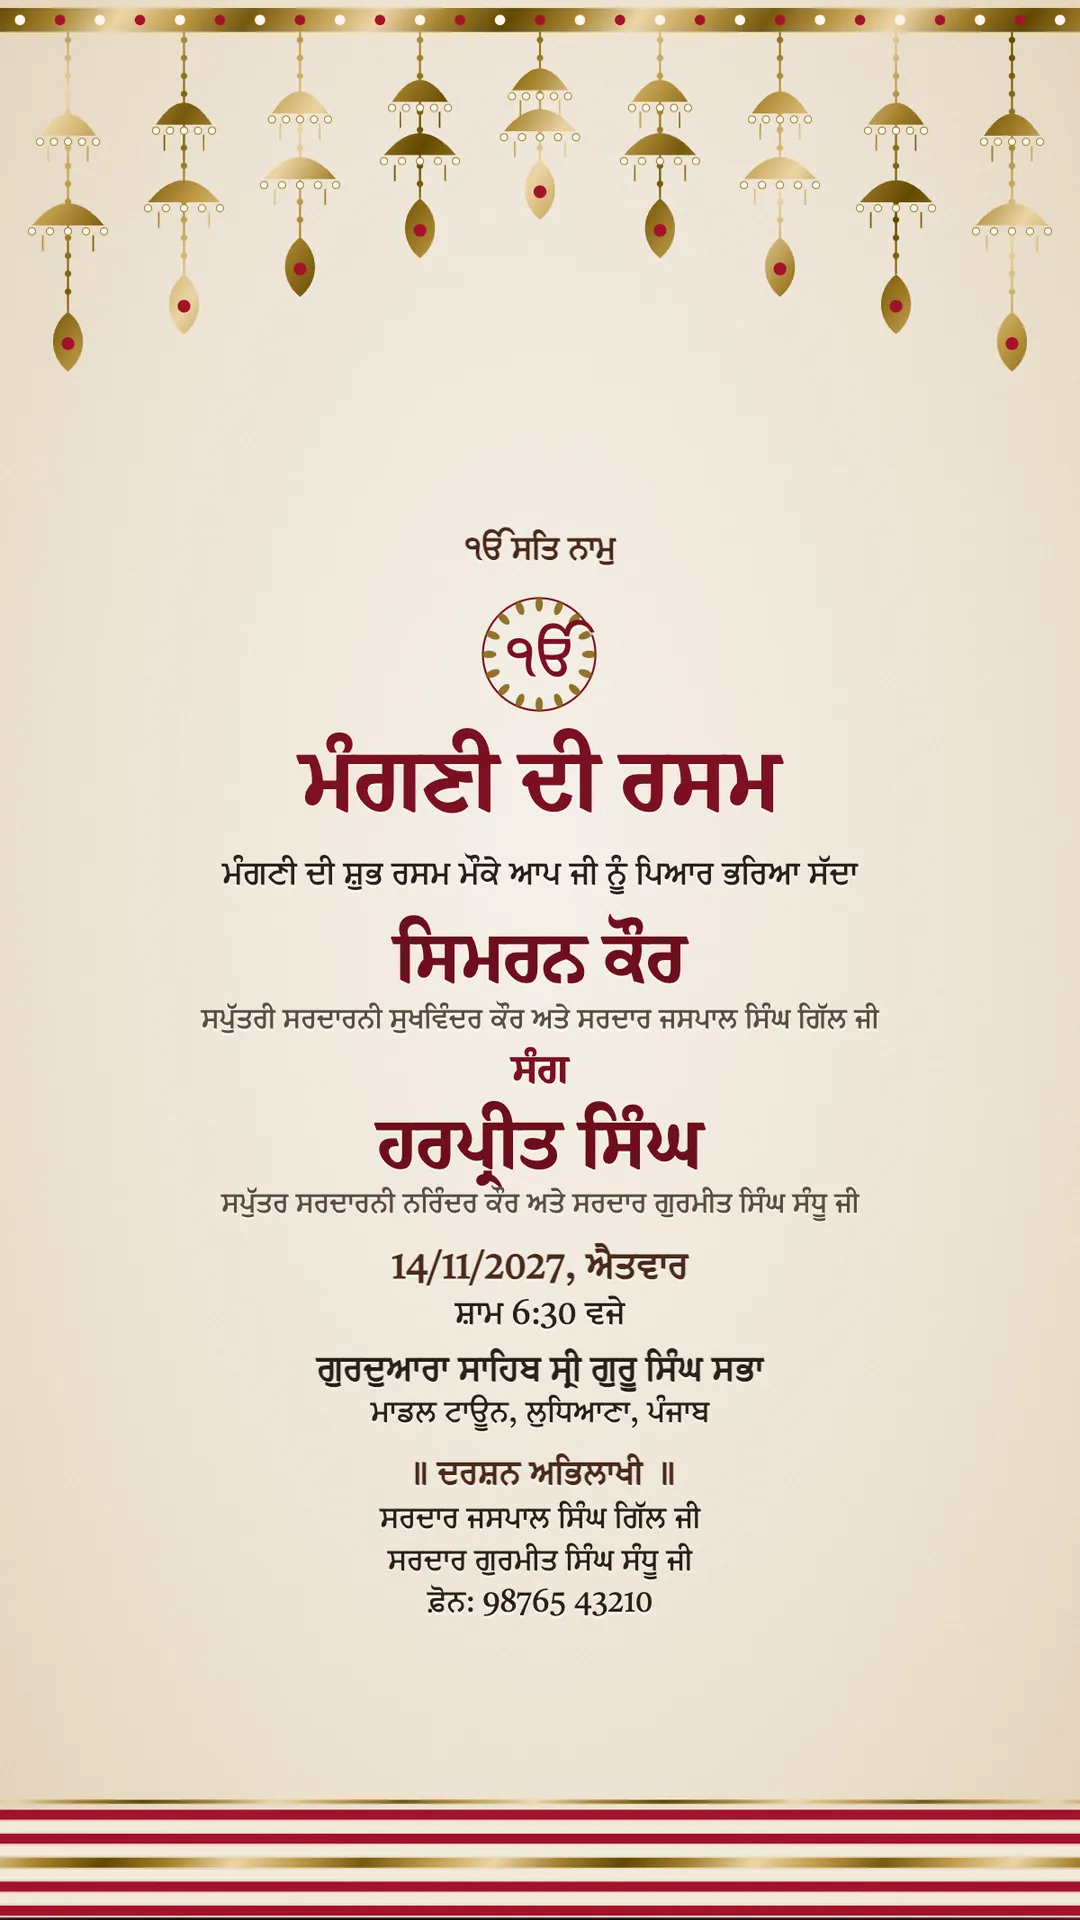 ੴ ਸਤਿ ਨਾਮੁ
ੴ
ਮੰਗਣੀ ਦੀ ਰਸਮ
ਮੰਗਣੀ ਦੀ ਸ਼ੁਭ ਰਸਮ ਮੌਕੇ ਆਪ ਜੀ ਨੂੰ ਪਿਆਰ ਭਰਿਆ ਸੱਦਾ
ਸਿਮਰਨ ਕੌਰ
ਸਪੁੱਤਰੀ ਸਰਦਾਰਨੀ ਸੁਖਵਿੰਦਰ ਕੌਰ ਅਤੇ ਸਰਦਾਰ ਜਸਪਾਲ ਸਿੰਘ ਗਿੱਲ ਜੀ
ਸੰਗ
ਹਰਪ੍ਰੀਤ ਸਿੰਘ
ਸਪੁੱਤਰ ਸਰਦਾਰਨੀ ਨਰਿੰਦਰ ਕੌਰ ਅਤੇ ਸਰਦਾਰ ਗੁਰਮੀਤ ਸਿੰਘ ਸੰਧੂ ਜੀ
14/11/2027, ਐਤਵਾਰ
ਸ਼ਾਮ 6:30 ਵਜੇ
ਗੁਰਦੁਆਰਾ ਸਾਹਿਬ ਸ੍ਰੀ ਗੁਰੂ ਸਿੰਘ ਸਭਾ
ਮਾਡਲ ਟਾਊਨ, ਲੁਧਿਆਣਾ, ਪੰਜਾਬ
॥ ਦਰਸ਼ਨ ਅਭਿਲਾਖੀ ॥
ਸਰਦਾਰ ਜਸਪਾਲ ਸਿੰਘ ਗਿੱਲ ਜੀ
ਸਰਦਾਰ ਗੁਰਮੀਤ ਸਿੰਘ ਸੰਧੂ ਜੀ
ਫ਼ੋਨ: 98765 43210